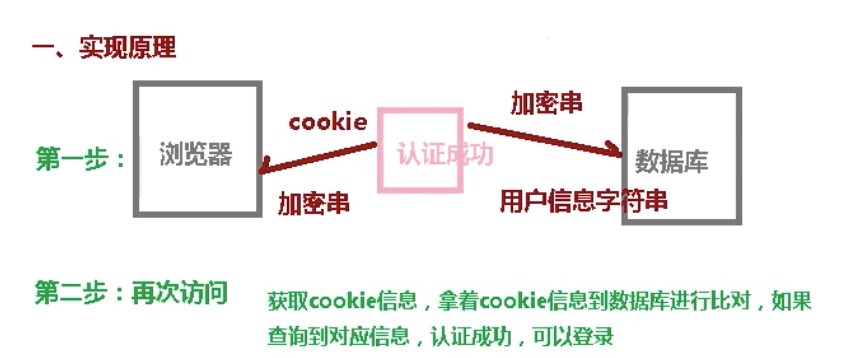 一、实现原理
cookie
加密串
第一步：
浏览器
认证成功
数据库
加密串
用户信息字符串
第二步：再次访问
获取cookie信息，拿着cookie信息到数据库进行比对，如果
查询到对应信息，认证成功，可以登录